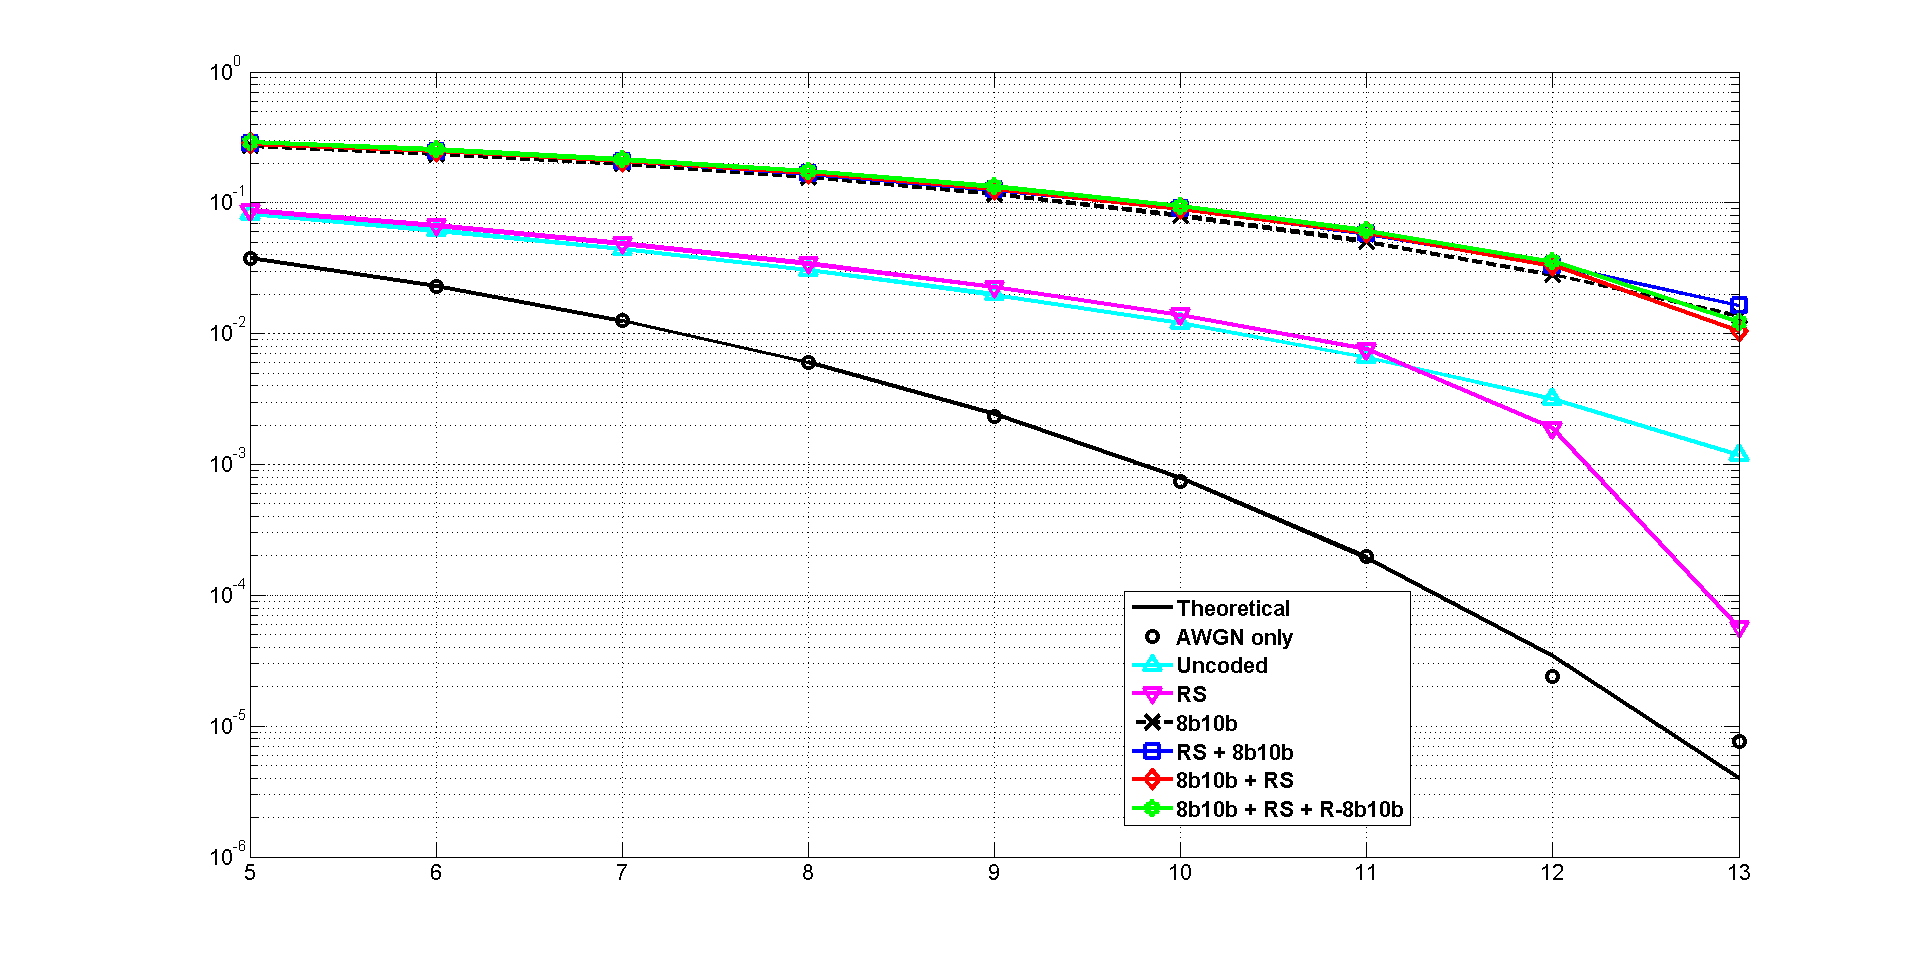 10^0
10^-1
10^-2
10^-3
10^-4
10^-5
10^-6
5 6 7 8 9 10 11 12 13
Theoretical
AWGN only
Uncoded
RS
8b10b
RS + 8b10b
8b10b + RS
8b10b + RS + R-8b10b